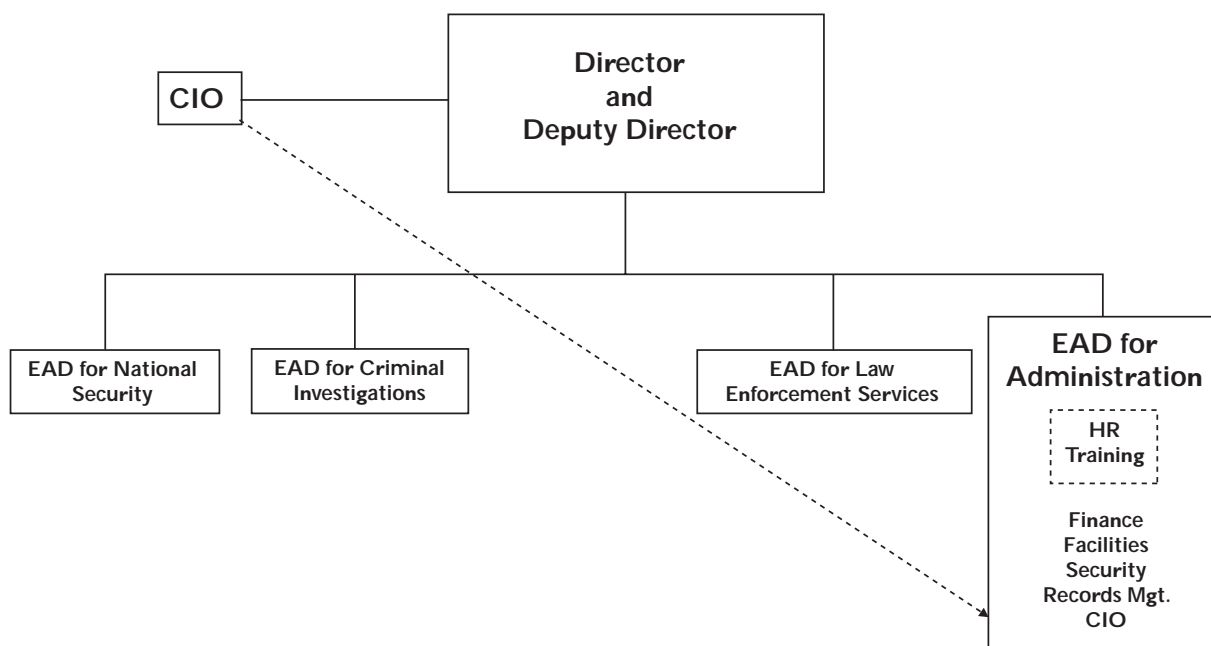 Director
and
Deputy Director
CIO
EAD for National
Security
EAD for Criminal
Investigations
EAD for Law
Enforcement Services
EAD for
Administration
HR
Training
Finance
Facilities
Security
Records Mgt.
CIO